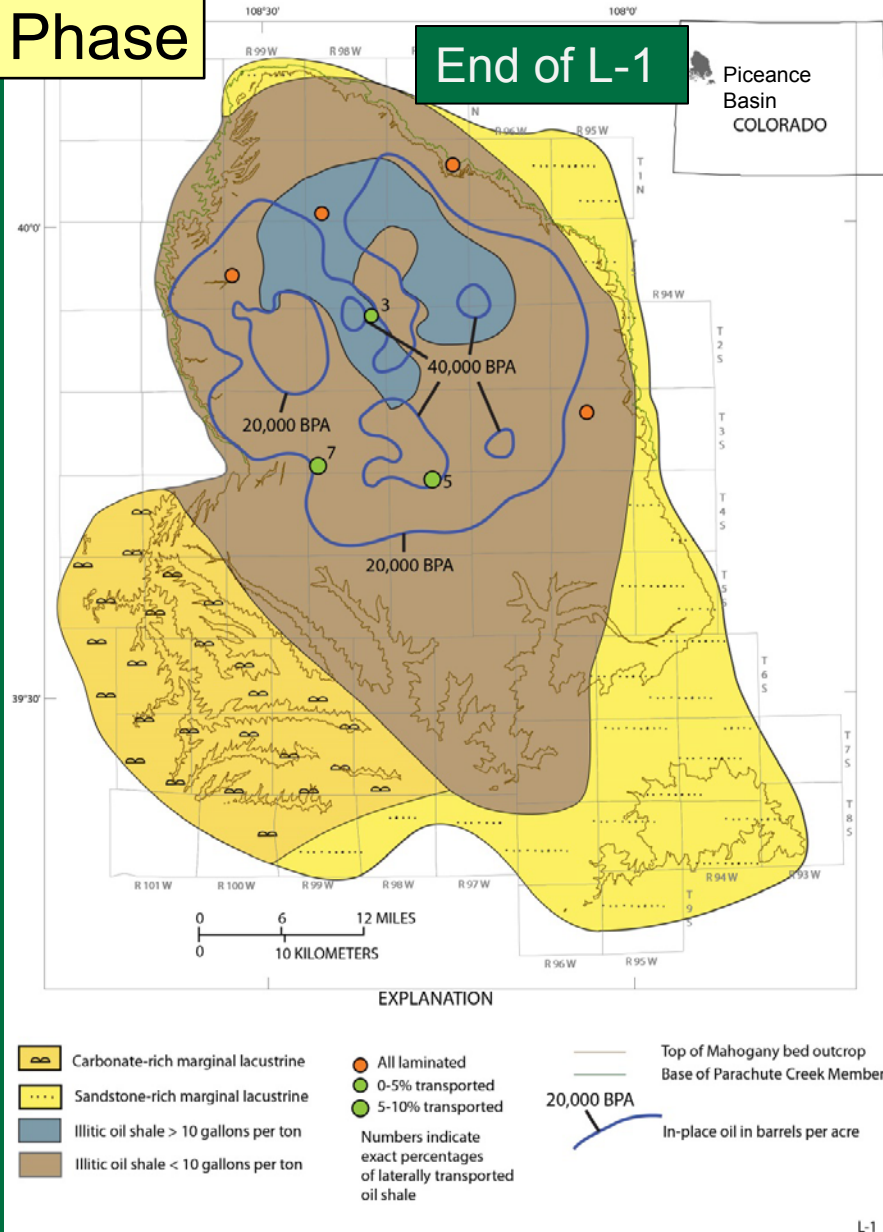 Phase
108°30'
108°0'
R 99 W
R 98 W
End of L-1
Piceance
Basin
COLORADO
N
R 96 W
R 95 W
T
1
N
40°0'
R 94 W
3
T
2
S
40,000 BPA
20,000 BPA
T
3
S
7
5
T
4
S
20,000 BPA
T
5
S
T
6
S
39°30'
T
7
S
T
8
S
R 101 W
R 100 W
R 99 W
R 98 W
R 97 W
R 94 W
R 93 W
T
9
S
0
6
12 MILES
0
10 KILOMETERS
R 96 W
R 95 W
EXPLANATION
Carbonate-rich marginal lacustrine
Sandstone-rich marginal lacustrine
Illitic oil shale > 10 gallons per ton
Illitic oil shale < 10 gallons per ton
All laminated
0-5% transported
5-10% transported
Numbers indicate
exact percentages
of laterally transported
oil shale
Top of Mahogany bed outcrop
Base of Parachute Creek Member
20,000 BPA
In-place oil in barrels per acre
L-1